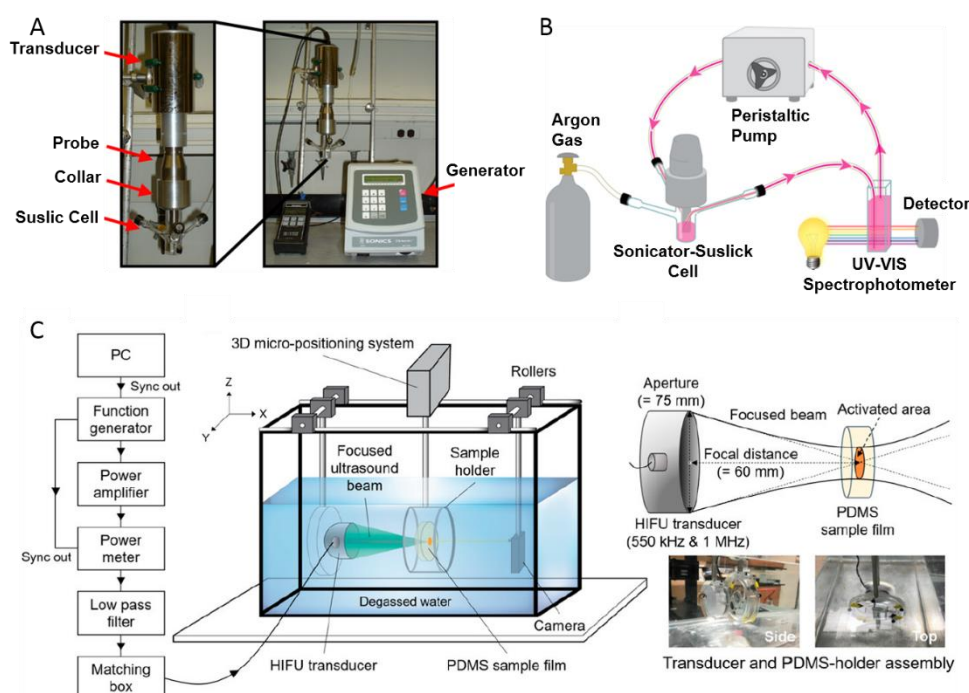 A
Transducer
Probe
Collar
Suslic Cell
Generator
SONICS
B
Argon
Gas
Peristaltic
Pump
Sonicator-Suslick
Cell
Detector
UV-VIS
Spectrophotometer
C
PC
Sync out
Function
generator
Power
amplifier
Power
meter
Sync out
Low pass
filter
Matching
box
3D micro-positioning
system
Z
X
Y
Rollers
Focused
ultrasound
beam
Sample
holder
Degassed water
Camera
HIFU transducer
PDMS sample film
Aperture
(= 75 mm)
Focused beam
Activated area
Focal distance
(= 60 mm)
HIFU transducer
(550 kHz & 1 MHz)
PDMS
sample film
Side
Top
Transducer and PDMS-holder assembly